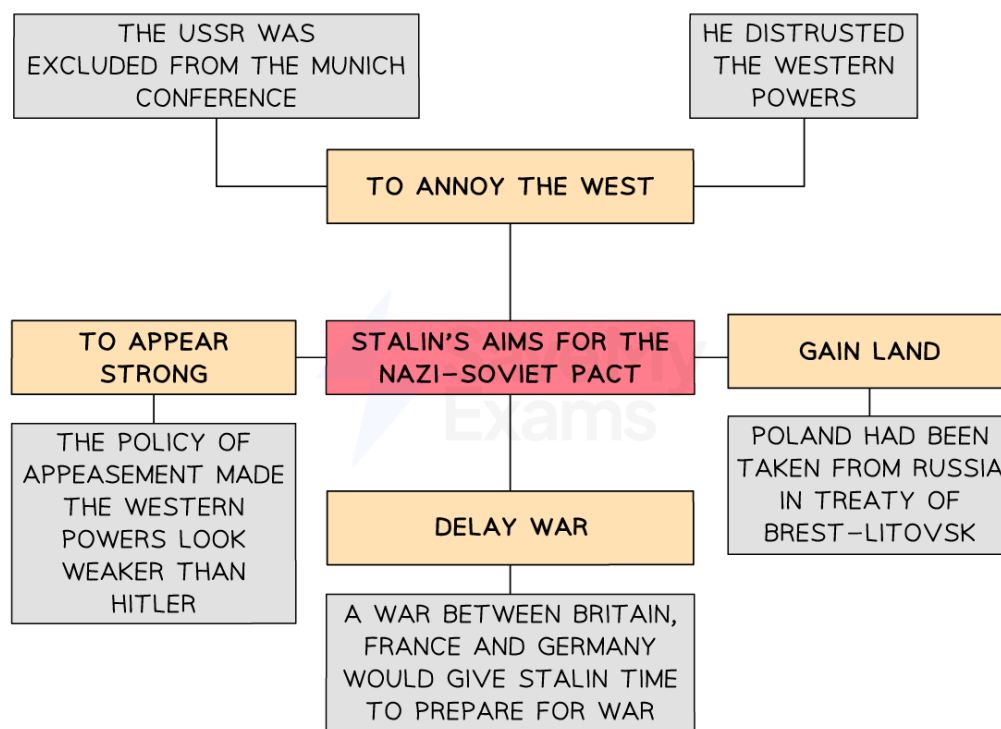 THE USSR WAS
EXCLUDED FROM THE MUNICH
CONFERENCE
HE DISTRUSTED
THE WESTERN
POWERS
TO ANNOY THE WEST
TO APPEAR
STRONG
STALIN'S AIMS FOR THE
NAZI-SOVIET PACT
GAIN LAND
SaveMy
Exams
THE POLICY OF
APPEASEMENT MADE
THE WESTERN
POWERS LOOK
WEAKER THAN
HITLER
DELAY WAR
POLAND HAD BEEN
TAKEN FROM RUSSIA
IN TREATY OF
BREST-LITOVSK
A WAR BETWEEN BRITAIN,
FRANCE AND GERMANY
WOULD GIVE STALIN TIME
TO PREPARE FOR WAR